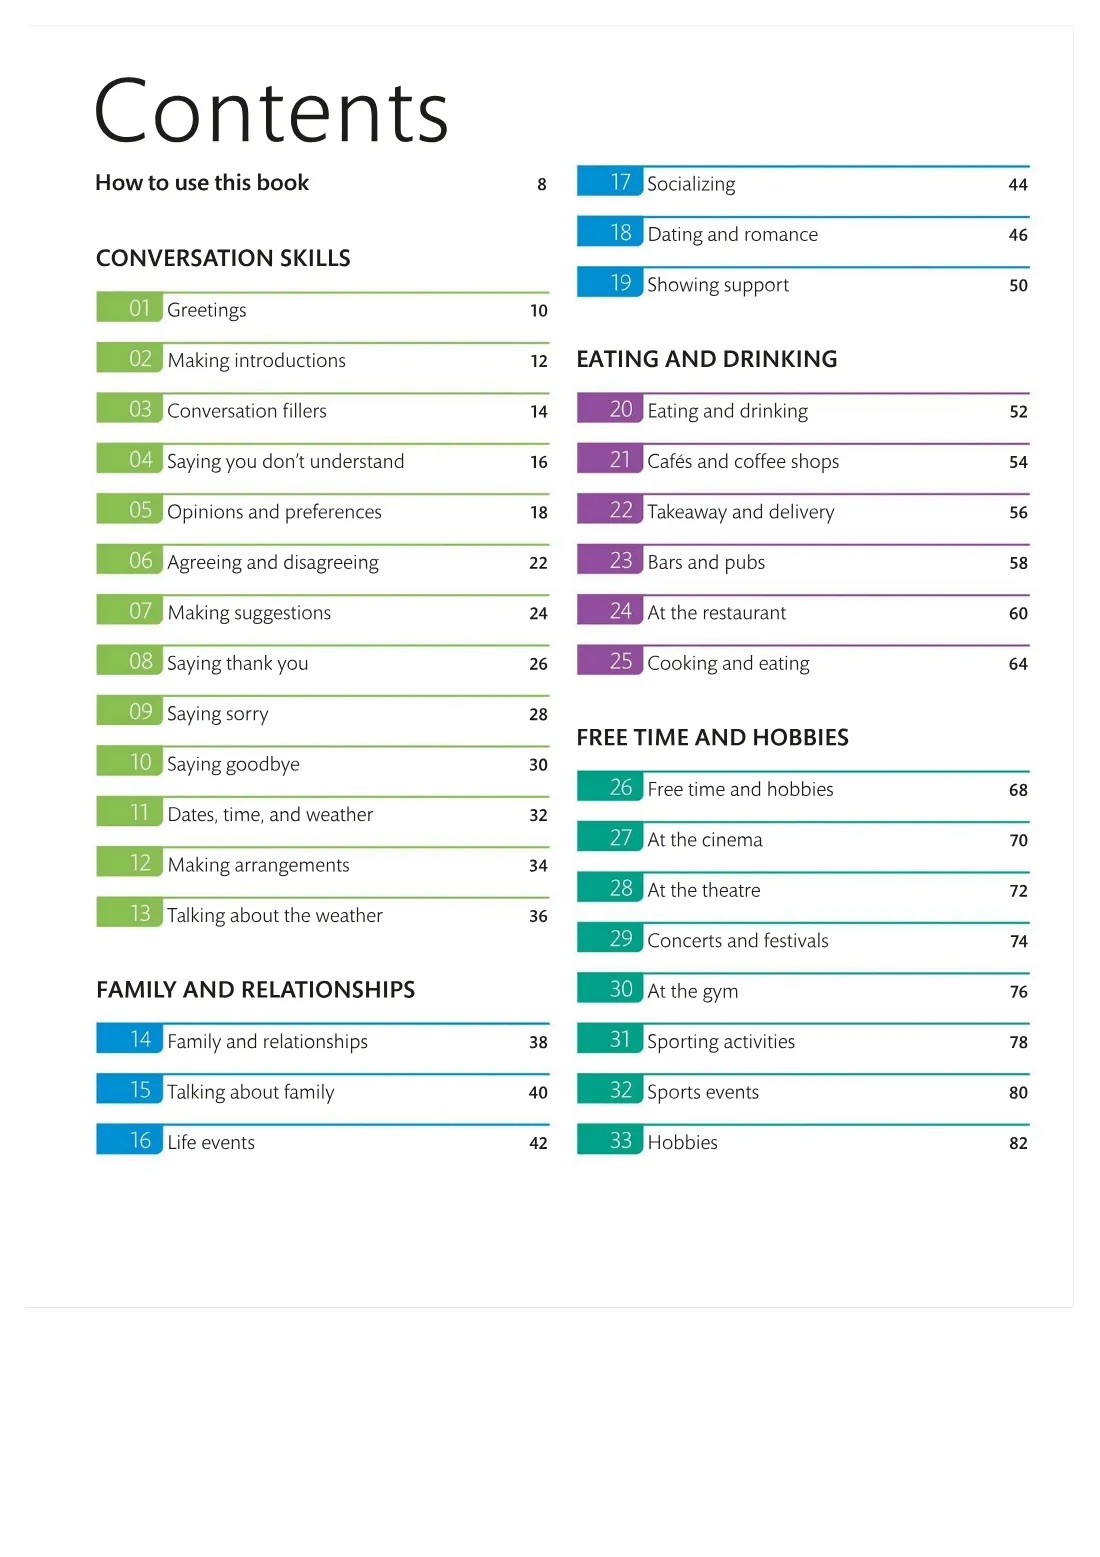 Contents
How to use this book 8
CONVERSATION SKILLS
01 Greetings 10
02 Making introductions 12
03 Conversation fillers 14
04 Saying you don’t understand 16
05 Opinions and preferences 18
06 Agreeing and disagreeing 22
07 Making suggestions 24
08 Saying thank you 26
09 Saying sorry 28
10 Saying goodbye 30
11 Dates, time, and weather 32
12 Making arrangements 34
13 Talking about the weather 36
FAMILY AND RELATIONSHIPS
14 Family and relationships 38
15 Talking about family 40
16 Life events 42
17 Socializing 44
18 Dating and romance 46
19 Showing support 50
EATING AND DRINKING
20 Eating and drinking 52
21 Cafés and coffee shops 54
22 Takeaway and delivery 56
23 Bars and pubs 58
24 At the restaurant 60
25 Cooking and eating 64
FREE TIME AND HOBBIES
26 Free time and hobbies 68
27 At the cinema 70
28 At the theatre 72
29 Concerts and festivals 74
30 At the gym 76
31 Sporting activities 78
32 Sports events 80
33 Hobbies 82